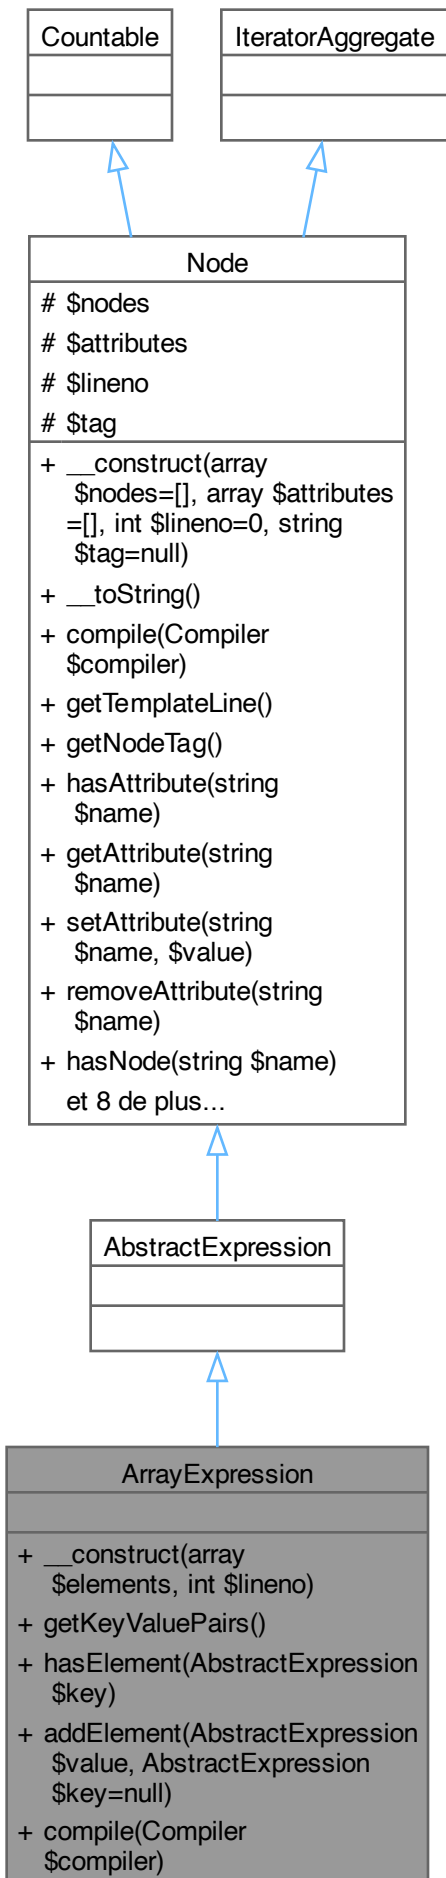 Countable
IteratorAggregate
Node
# $nodes
# $attributes
# $lineno
# $tag
+ __construct(array
$nodes=[], array $attributes
=[], int $lineno=0, string
$tag=null)
+ __toString()
+ compile(Compiler
$compiler)
+ getTemplateLine()
+ getNodeTag()
+ hasAttribute(string
$name)
+ getAttribute(string
$name)
+ setAttribute(string
$name, $value)
+ removeAttribute(string
$name)
+ hasNode(string $name)
et 8 de plus...
AbstractExpression
ArrayExpression
+ __construct(array
$elements, int $lineno)
+ getKeyValuePairs()
+ hasElement(AbstractExpression
$key)
+ addElement(AbstractExpression
$value, AbstractExpression
$key=null)
+ compile(Compiler
$compiler)